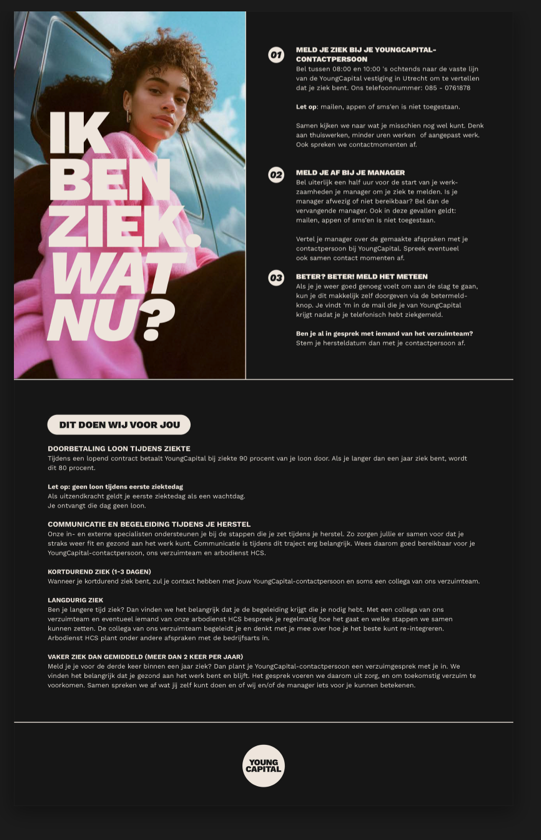 IK
BEN
ZIEK.
WAT
NU?
01
MELD JE ZIEK BIJ JE YOUNGCAPITAL-
CONTACTPERSOON
Bel tussen 08:00 en 10:00 's ochtends naar de vaste lijn
van de YoungCapital vestiging in Utrecht om te vertellen
dat je ziek bent. Ons telefoonnummer: 085 - 0761878
Let op: mailen, appen of sms'en is niet toegestaan.
Samen kijken we naar wat je misschien nog wel kunt. Denk
aan thuiswerken, minder uren werken of aangepast werk.
Ook spreken we contactmomenten af.
02
MELD JE AF BIJ JE MANAGER
Bel uiterlijk een half uur voor de start van je werk-
zaamheden je manager om je ziek te melden. Is je
manager afwezig of niet bereikbaar? Bel dan de
vervangende manager. Ook in deze gevallen geldt:
mailen, appen of sms'en is niet toegestaan.
Vertel je manager over de gemaakte afspraken met je
contactpersoon bij YoungCapital. Spreek eventueel
ook samen contact momenten af.
03
BETER? BETER! MELD HET METEEN
Als je je weer goed genoeg voelt om aan de slag te gaan,
kun je dit makkelijk zelf doorgeven via de betermeld-
knop. Je vindt 'm in de mail die je van YoungCapital
krijgt nadat je je telefonisch hebt ziekgemeld.
Ben je al in gesprek met iemand van het verzuimteam?
Stem je hersteldatum dan met je contactpersoon af.
DIT DOEN WIJ VOOR JOU
DOORBETALING LOON TIJDENS ZIEKTE
Tijdens een lopend contract betaalt YoungCapital bij ziekte 90 procent van je loon door. Als je langer dan een jaar ziek bent, wordt
dit 80 procent.
Let op: geen loon tijdens eerste ziektedag
Als uitzendkracht geldt je eerste ziektedag als een wachtdag.
Je ontvangt die dag geen loon.
COMMUNICATIE EN BEGELEIDING TIJDENS JE HERSTEL
Onze in- en externe specialisten ondersteunen je bij de stappen die je zet tijdens je herstel. Zo zorgen jullie er samen voor dat je
straks weer fit en gezond aan het werk kunt. Communicatie is tijdens dit traject erg belangrijk. Wees daarom goed bereikbaar voor je
YoungCapital-contactpersoon, ons verzuimteam en arbodienst HCS.
KORTDUREND ZIEK (1-3 DAGEN)
Wanneer je kortdurend ziek bent, zul je contact hebben met jouw YoungCapital-contactpersoon en soms een collega van ons verzuimteam.
LANGDURIG ZIEK
Ben je langere tijd ziek? Dan vinden we het belangrijk dat je de begeleiding krijgt die je nodig hebt. Met een collega van ons
verzuimteam en eventueel iemand van onze arbodienst HCS bespreek je regelmatig hoe het gaat en welke stappen we samen
kunnen zetten. De collega van ons verzuimteam begeleidt je en denkt met je mee over hoe je het beste kunt re-integreren.
Arbodienst HCS plant onder andere afspraken met de bedrijfsarts in.
VAKER ZIEK DAN GEMIDDELD (MEER DAN 2 KEER PER JAAR)
Meld je je voor de derde keer binnen een jaar ziek? Dan plant je YoungCapital-contactpersoon een verzuimgesprek met je in. We
vinden het belangrijk dat je gezond aan het werk bent en blijft. Het gesprek voeren we daarom uit zorg, en om toekomstig verzuim te
voorkomen. Samen spreken we af wat jij zelf kunt doen en of wij en/of de manager iets voor je kunnen betekenen.
YOUNG
CAPITAL